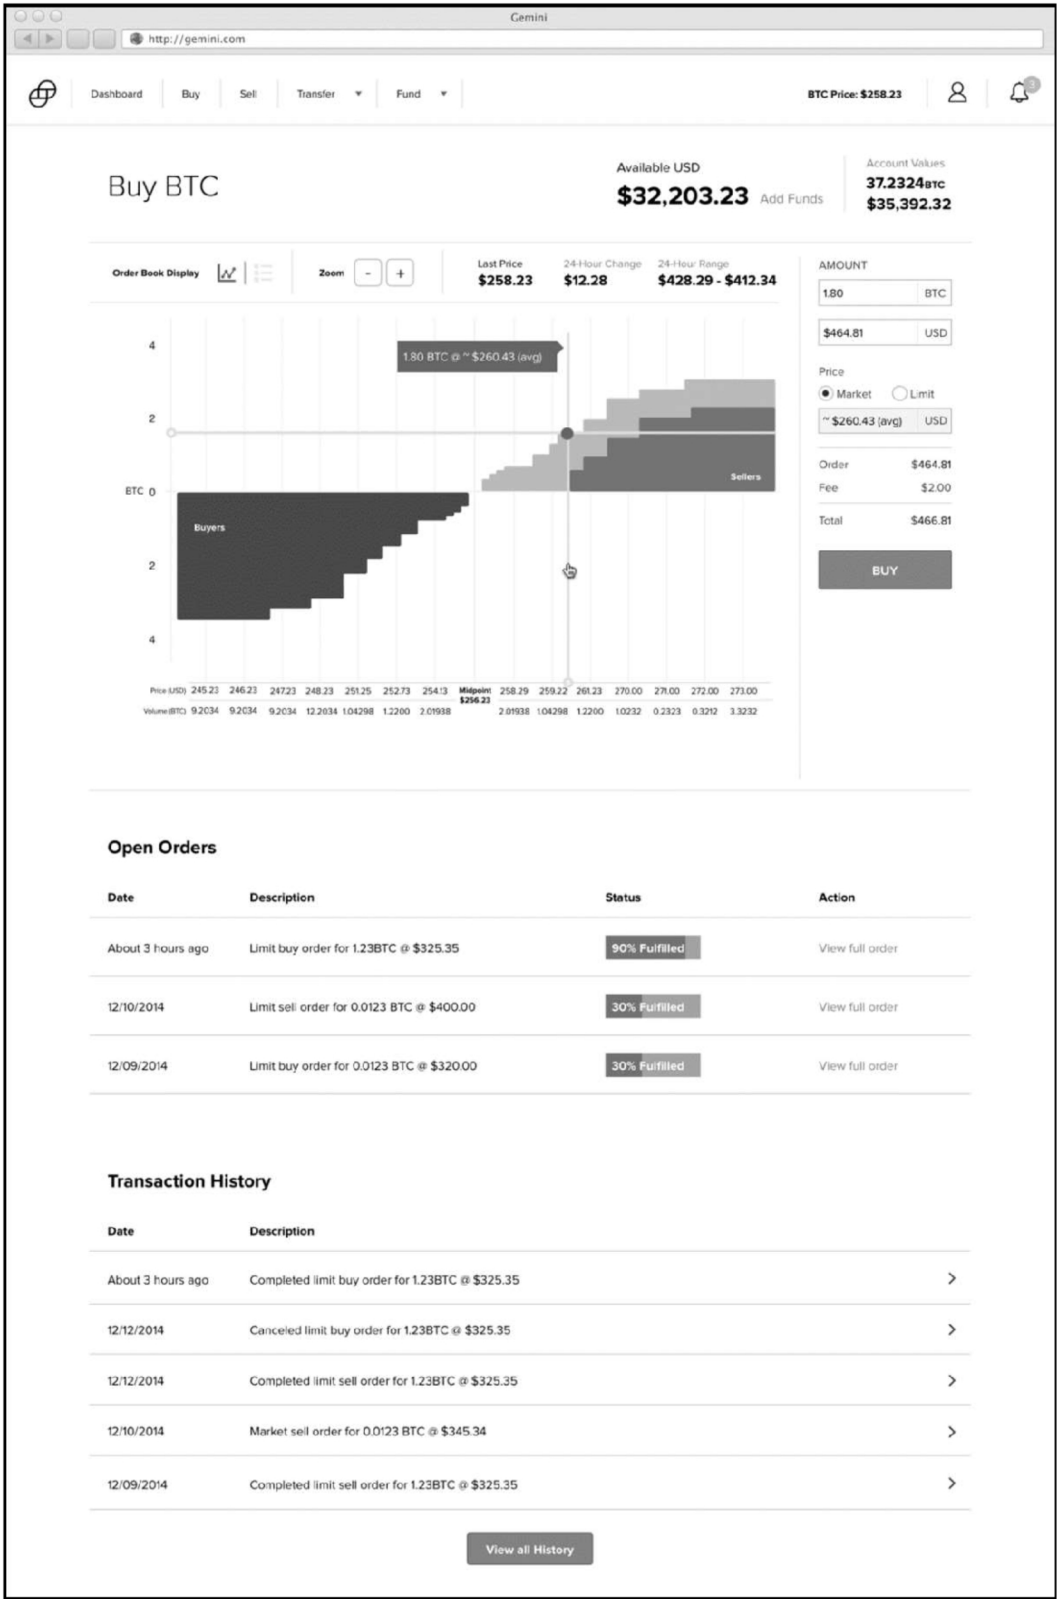 Gemini
http://gemini.com
Dashboard Buy Sell Transfer Fund BTC Price: $258.23 3
Buy BTC
Available USD
$32,203.23 Add Funds
Account Values
37.2324BTC
$35,392.32
Order Book Display Zoom - +
Last Price 24-Hour Change 24-Hour Range
$258.23 $12.28 $428.29 - $412.34
AMOUNT
1.80 BTC
$464.81 USD
Price
Market Limit
~ $260.43 (avg) USD
Order $464.81
Fee $2.00
Total $466.81
BUY
4
1.80 BTC @ ~ $260.43 (avg)
2
Sellers
BTC 0
Buyers
2
4
Price (USD) 245.23 246.23 247.23 248.23 251.25 252.73 254.13 Midpoint 258.29 259.22 261.23 270.00 271.00 272.00 273.00
$256.23
Volume (BTC) 9.2034 9.2034 9.2034 12.2034 1.04298 1.2200 2.01938 2.01938 1.04298 1.2200 1.0232 0.2323 0.3212 3.3232
Open Orders
Date Description Status Action
About 3 hours ago Limit buy order for 1.23BTC @ $325.35 90% Fulfilled View full order
12/10/2014 Limit sell order for 0.0123 BTC @ $400.00 30% Fulfilled View full order
12/09/2014 Limit buy order for 0.0123 BTC @ $320.00 30% Fulfilled View full order
Transaction History
Date Description
About 3 hours ago Completed limit buy order for 1.23BTC @ $325.35
12/12/2014 Canceled limit buy order for 1.23BTC @ $325.35
12/12/2014 Completed limit sell order for 1.23BTC @ $325.35
12/10/2014 Market sell order for 0.0123 BTC @ $345.34
12/09/2014 Completed limit sell order for 1.23BTC @ $325.35
View all History